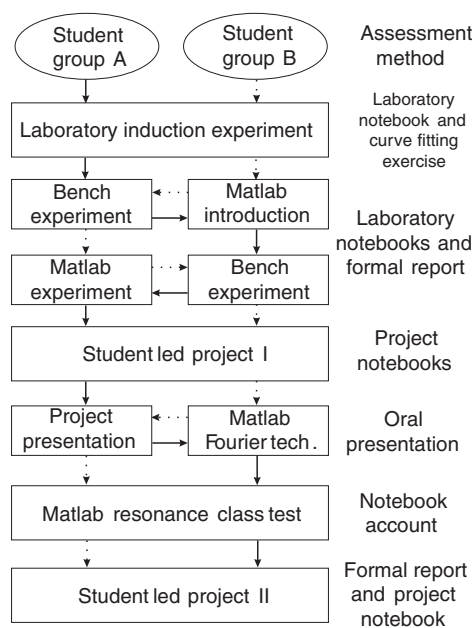 Student
group A
Student
group B
Assessment
method
Laboratory induction experiment
Laboratory
notebook and
curve fitting
exercise
Bench
experiment
Matlab
introduction
Matlab
experiment
Bench
experiment
Laboratory
notebooks and
formal report
Student led project I
Project
notebooks
Project
presentation
Matlab
Fourier tech.
Oral
presentation
Matlab resonance class test
Notebook
account
Student led project II
Formal report
and project
notebook